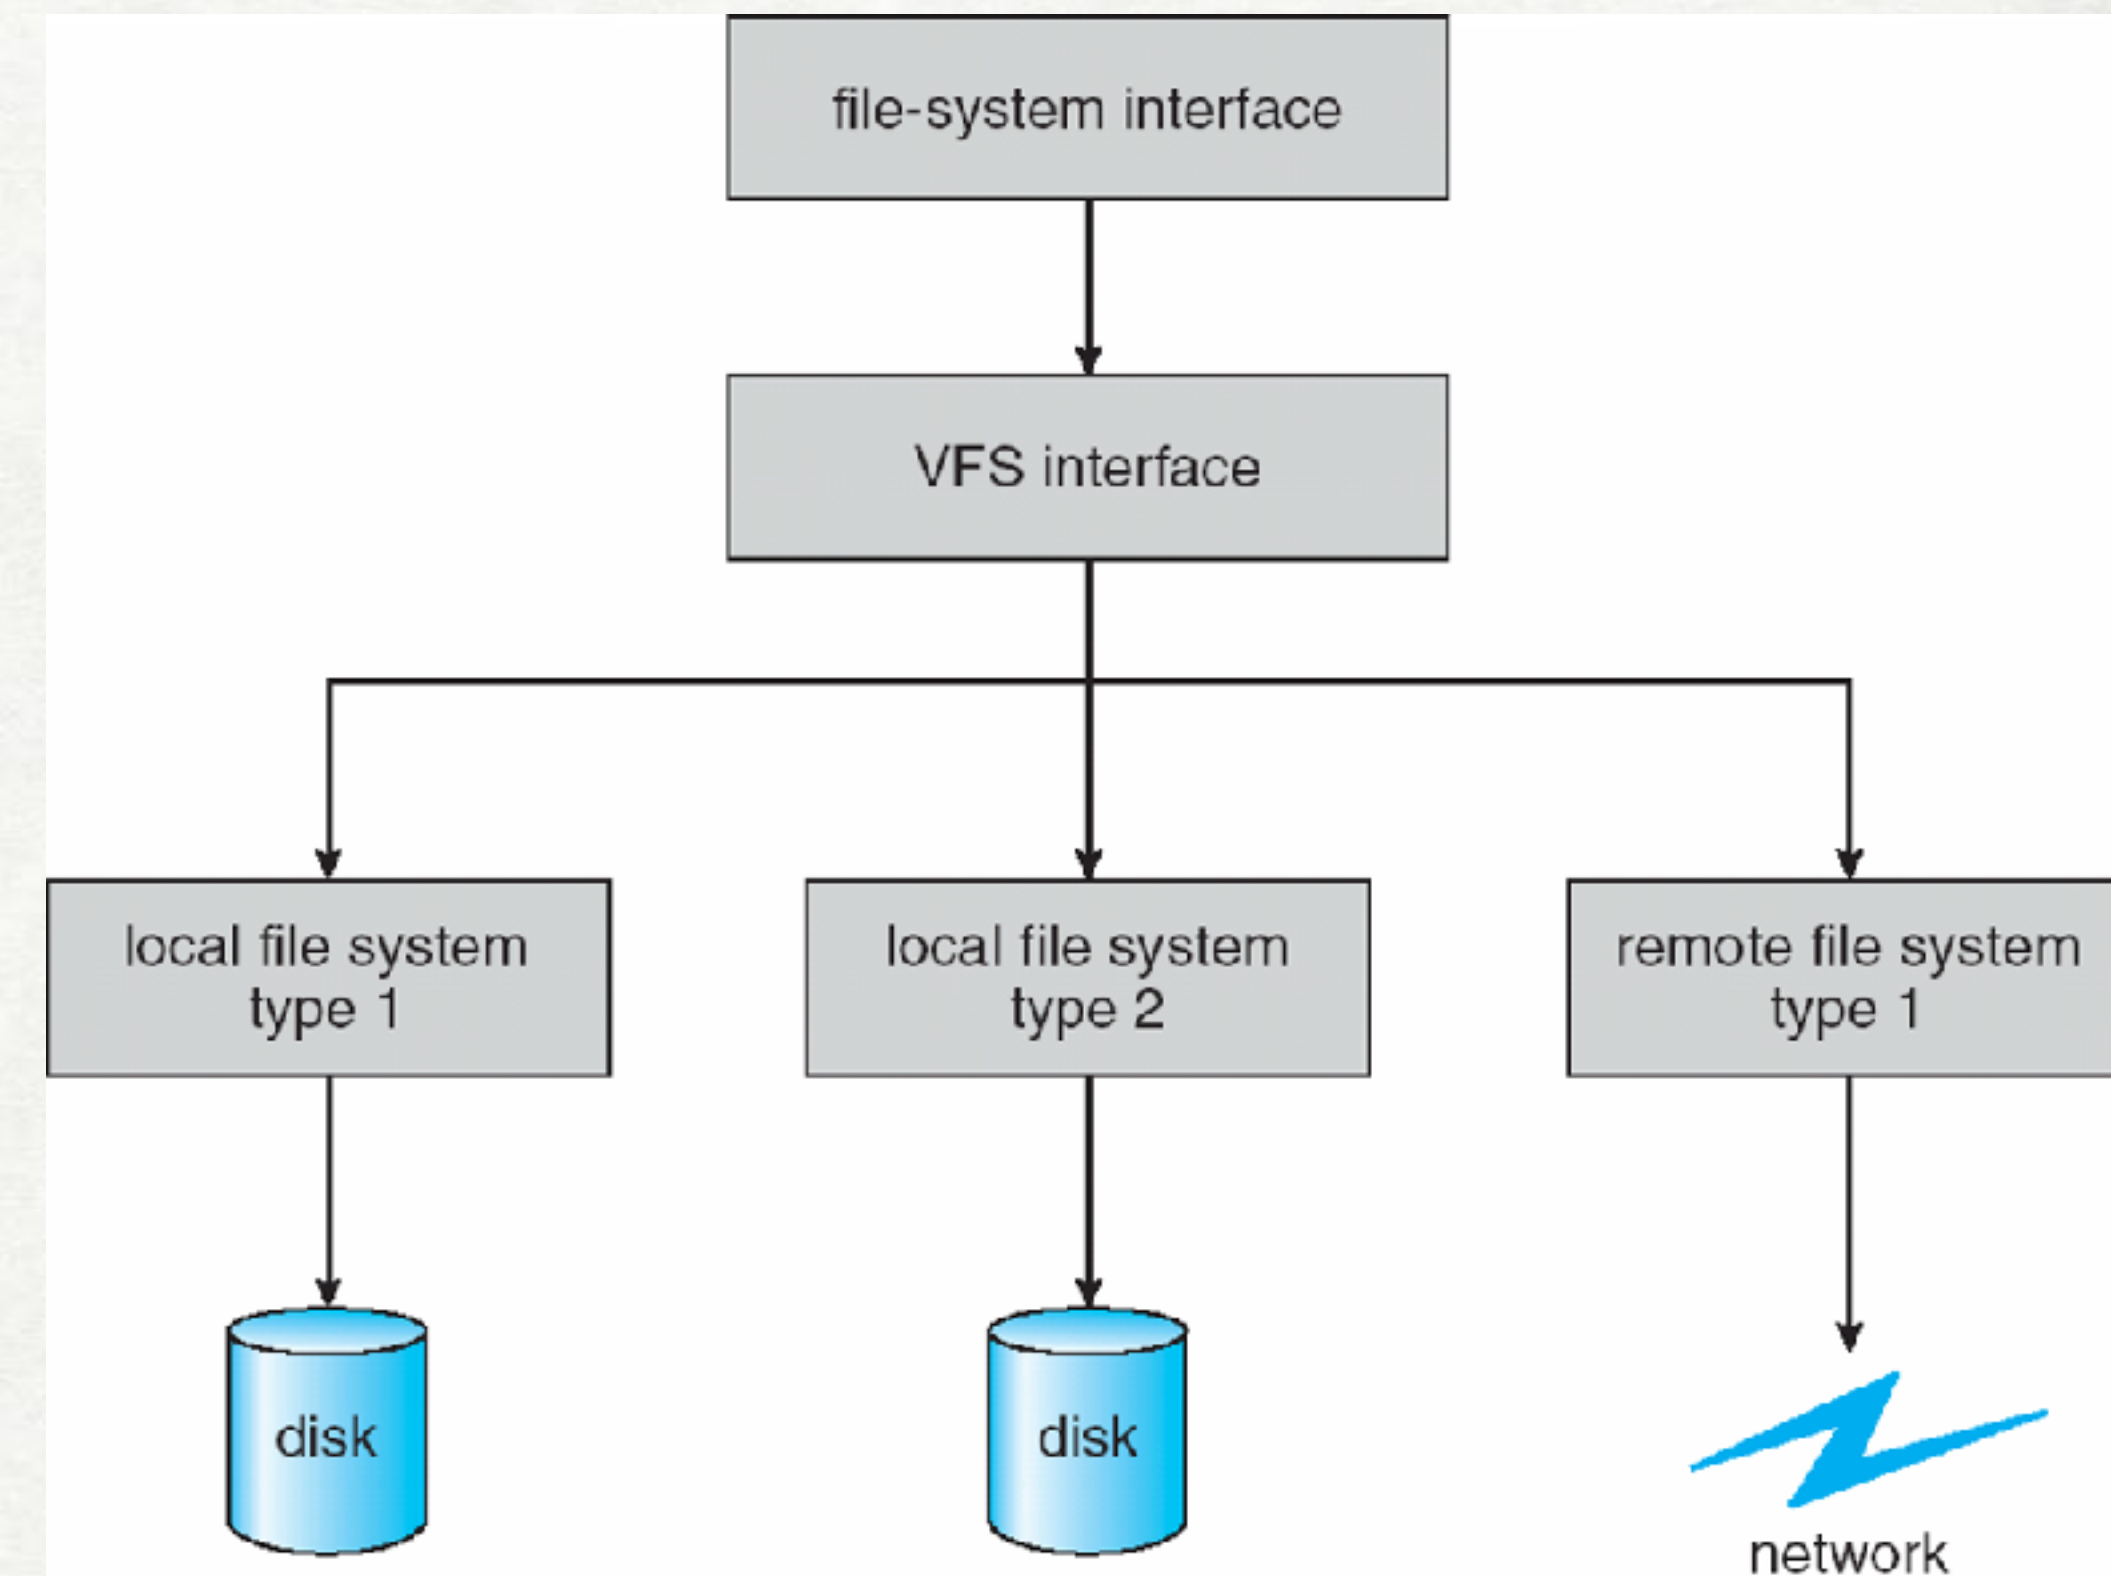 file-system interface
VFS interface
local file system
type 1
local file system
type 2
remote file system
type 1
disk
disk
network